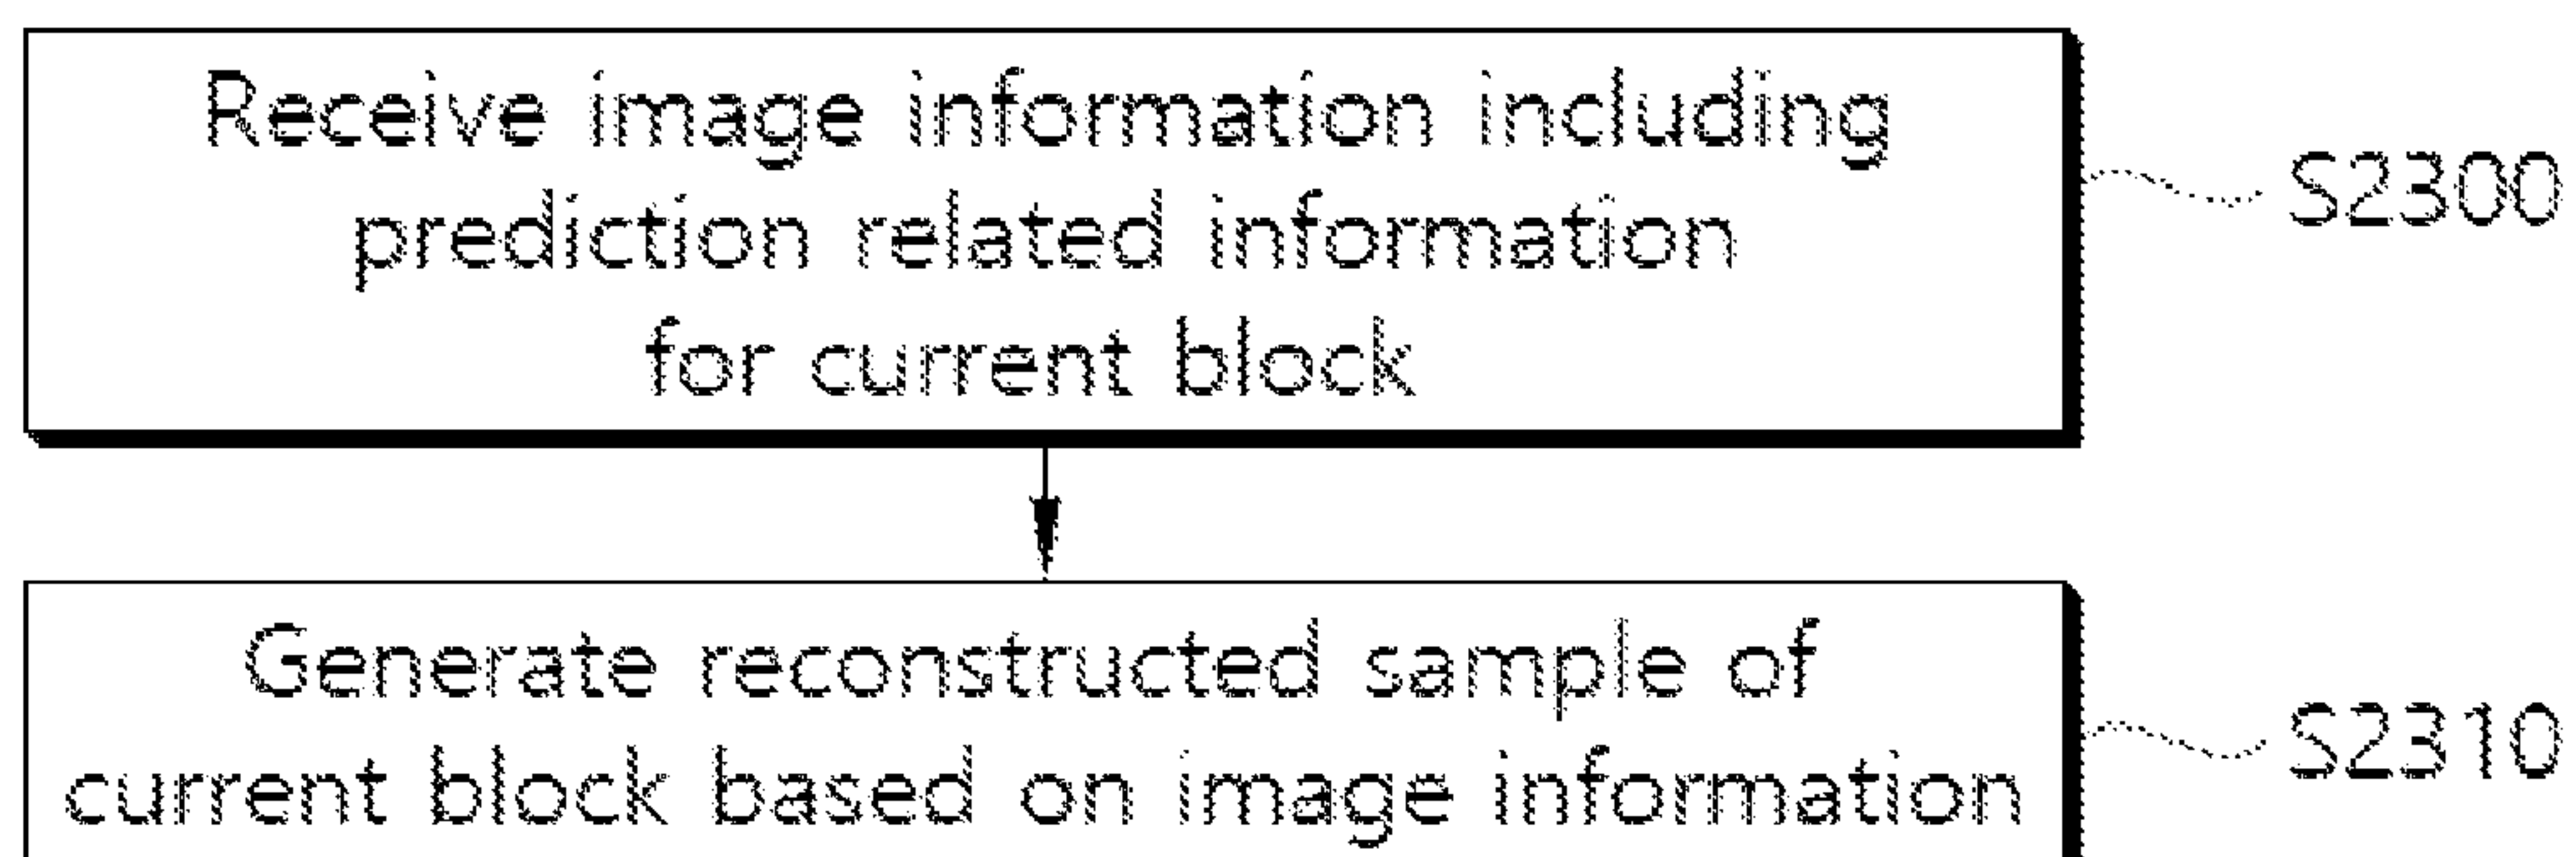 Receive image information including
prediction related information
for current block
S2300
Generate reconstructed sample of
current block based on image information
S2310